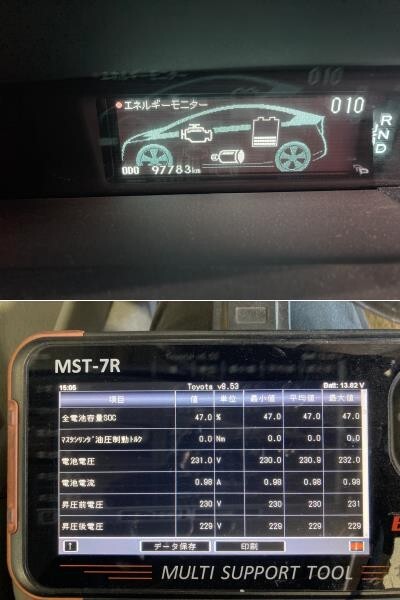 エネルギーモニター
010
R
N
D
ODO 97783km
MST-7R
15:05 Toyota v8.53 Batt: 13.82 V
項目 値 単位 最小値 平均値 最大値
全電池容量SOC 47.0 % 47.0 47.0 47.0
ﾏｽﾀｼﾘﾝﾀﾞ油圧制動ﾄﾙｸ 0.0 Nm 0.0 0.0 0.0
電池電圧 231.0 V 230.0 230.9 232.0
電池電流 0.98 A 0.98 0.98 0.98
昇圧前電圧 230 V 230 230 231
昇圧後電圧 229 V 229 229 229
↑ データ保存 印刷
MULTI SUPPORT TOOL